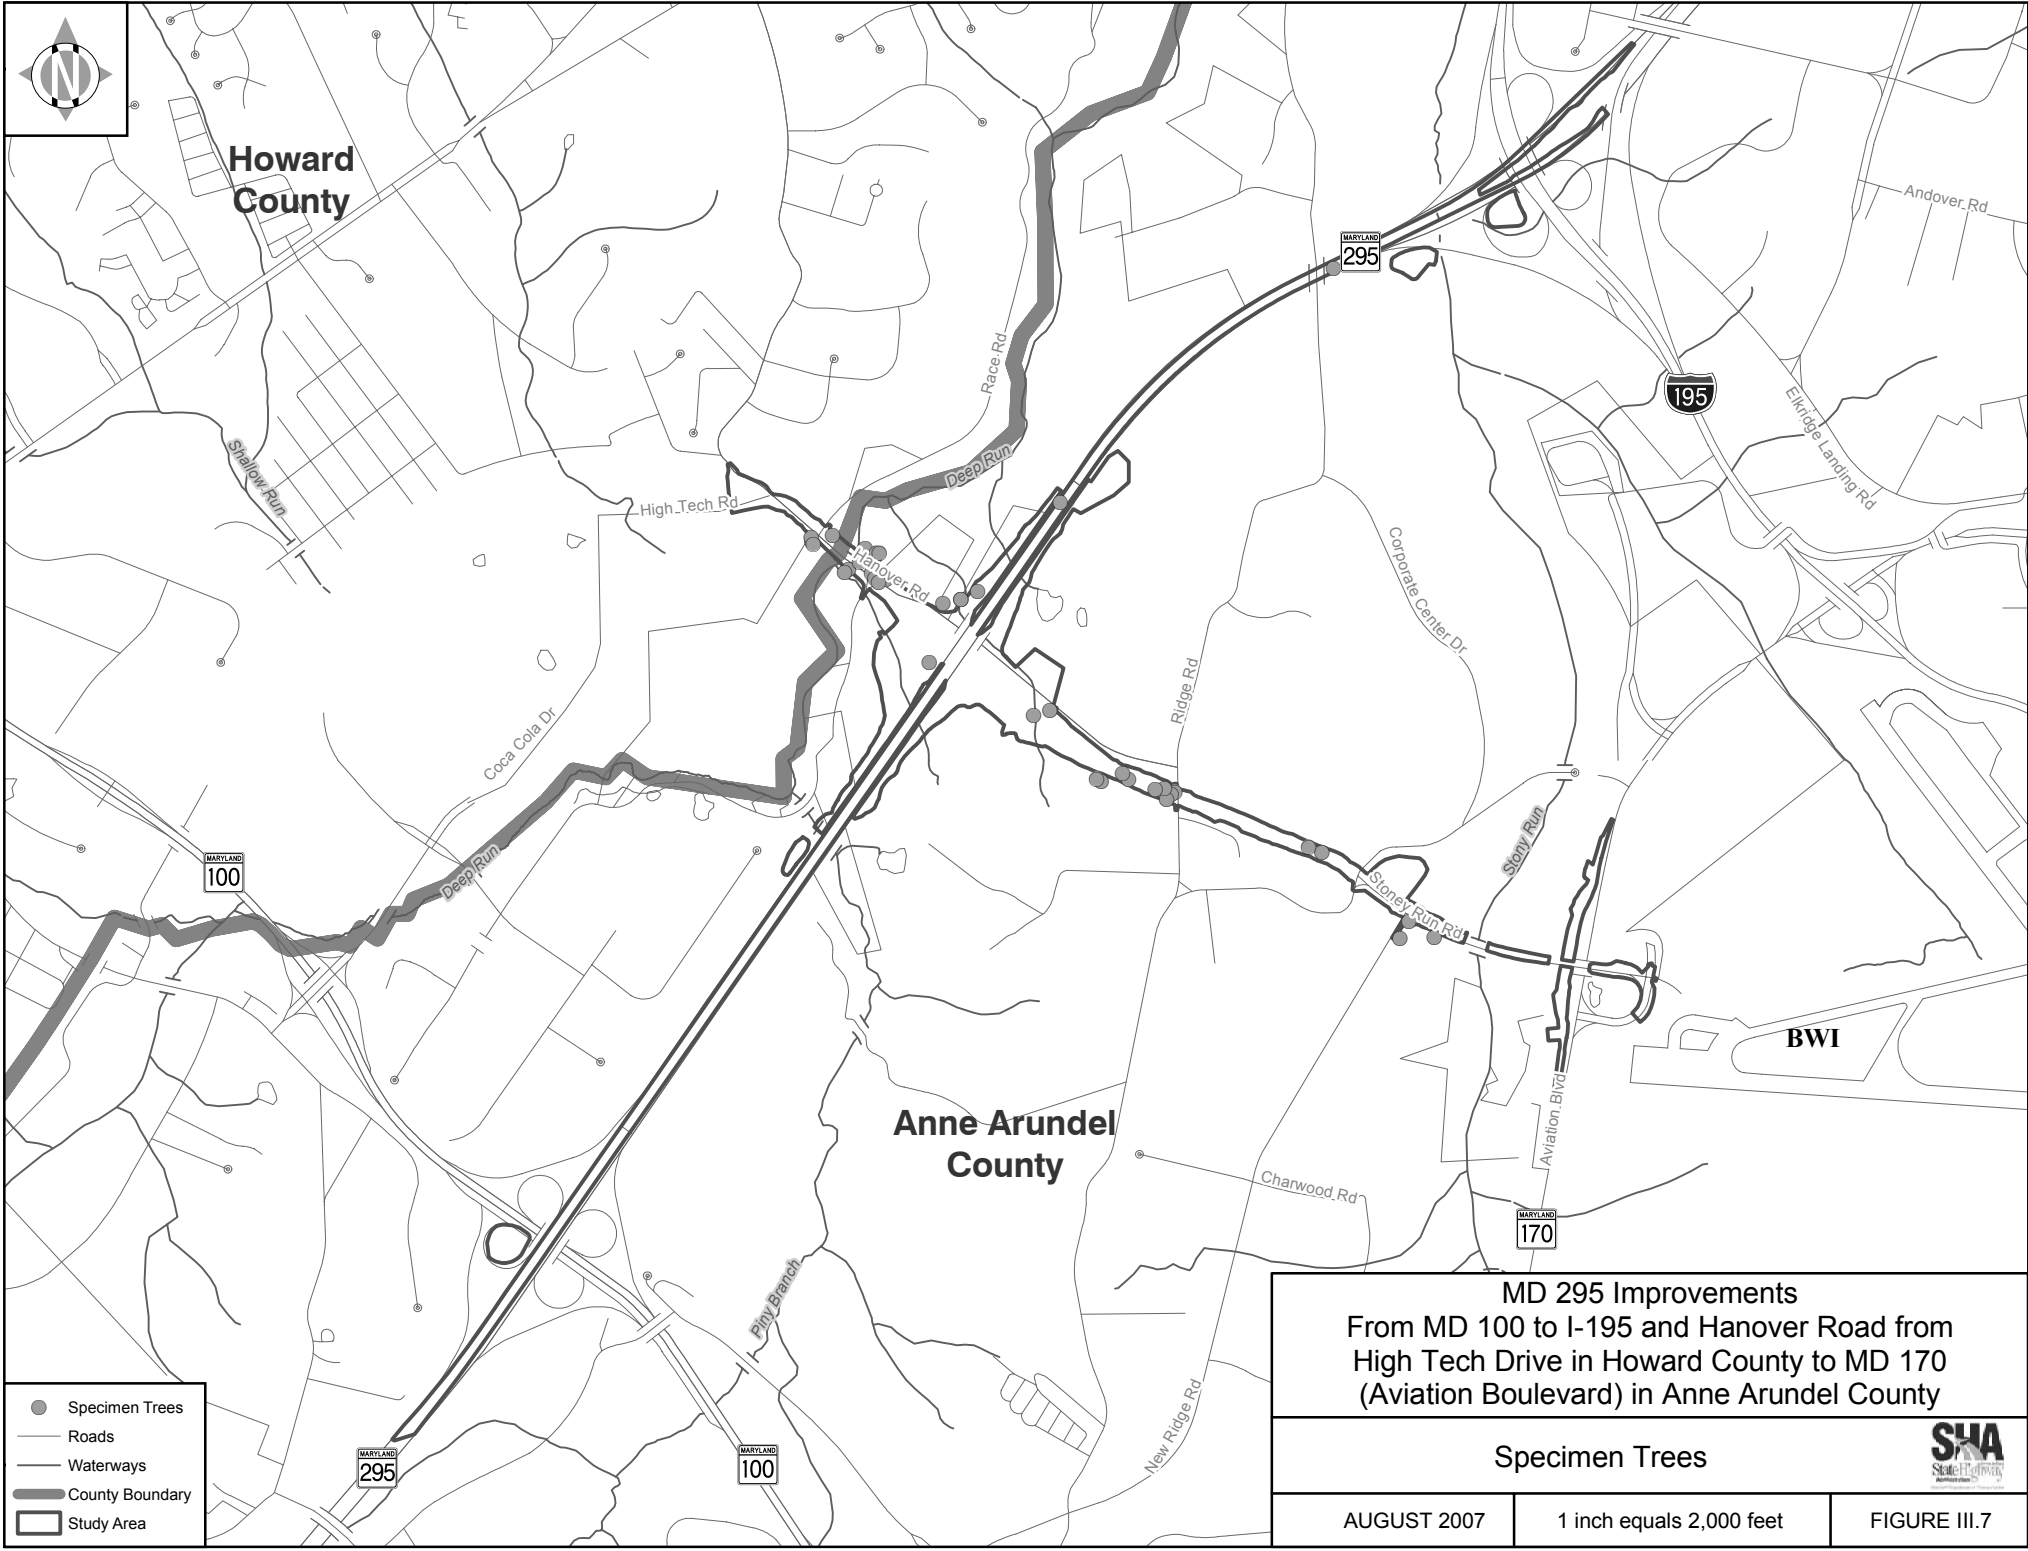 N
Howard
County
MARYLAND
295
Andover Rd
Race Rd
195
Elkridge Landing Rd
Shallow Run
Deep Run
High Tech Rd
Hanover Rd
Corporate Center Dr
Ridge Rd
Coca Cola Dr
MARYLAND
100
Deep Run
Stony Run
Stoney Run Rd
BWI
Aviation Blvd
Anne Arundel
County
Charwood Rd
MARYLAND
170
Piny Branch
New Ridge Rd
MARYLAND
295
MARYLAND
100
Specimen Trees
Roads
Waterways
County Boundary
Study Area
MD 295 Improvements
From MD 100 to I-195 and Hanover Road from
High Tech Drive in Howard County to MD 170
(Aviation Boulevard) in Anne Arundel County
Specimen Trees
SHA
State Highway
Administration
AUGUST 2007
1 inch equals 2,000 feet
FIGURE III.7